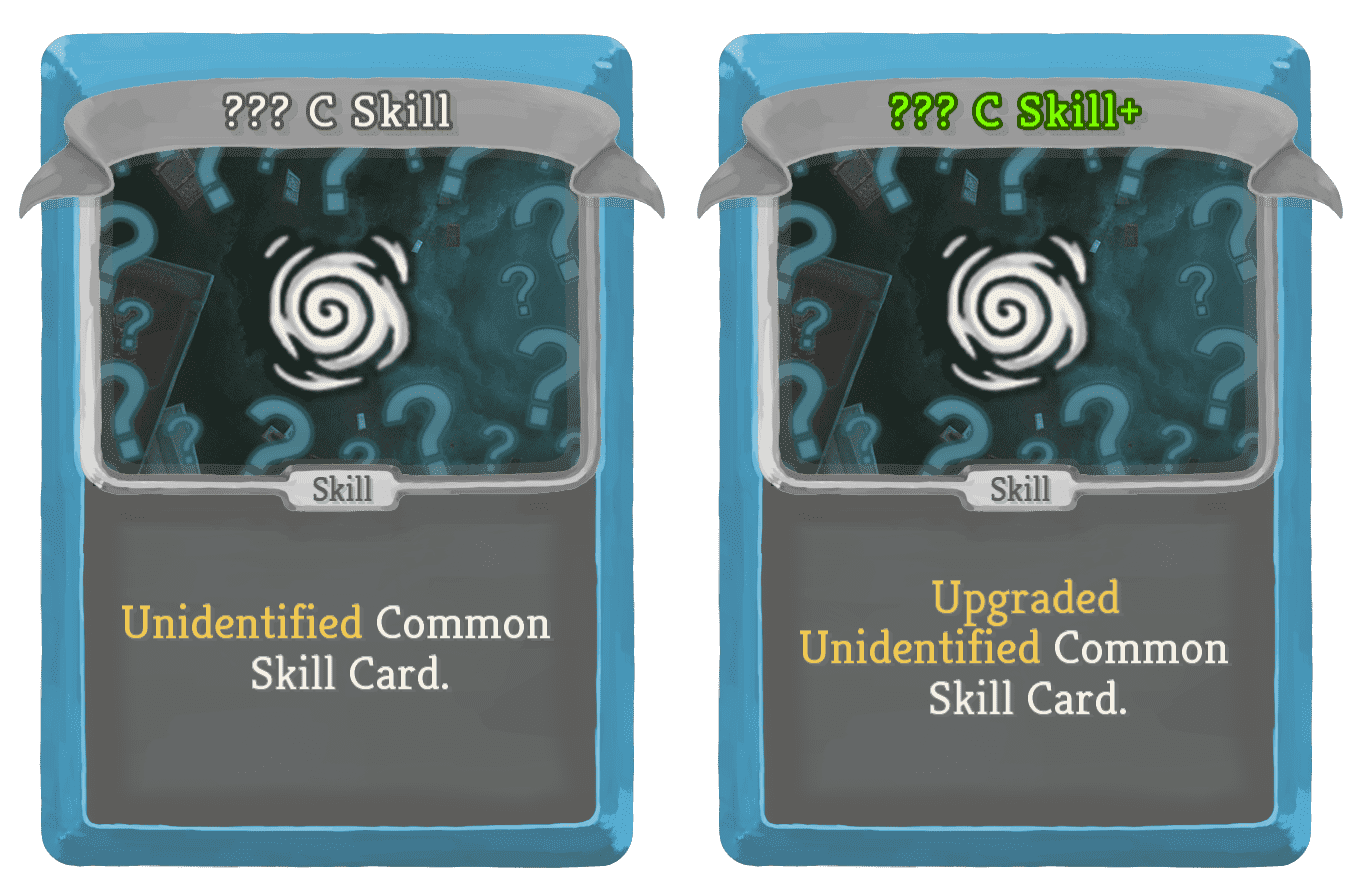 ??? C Skill
Skill
Unidentified Common
Skill Card.
??? C Skill+
Skill
Upgraded
Unidentified Common
Skill Card.